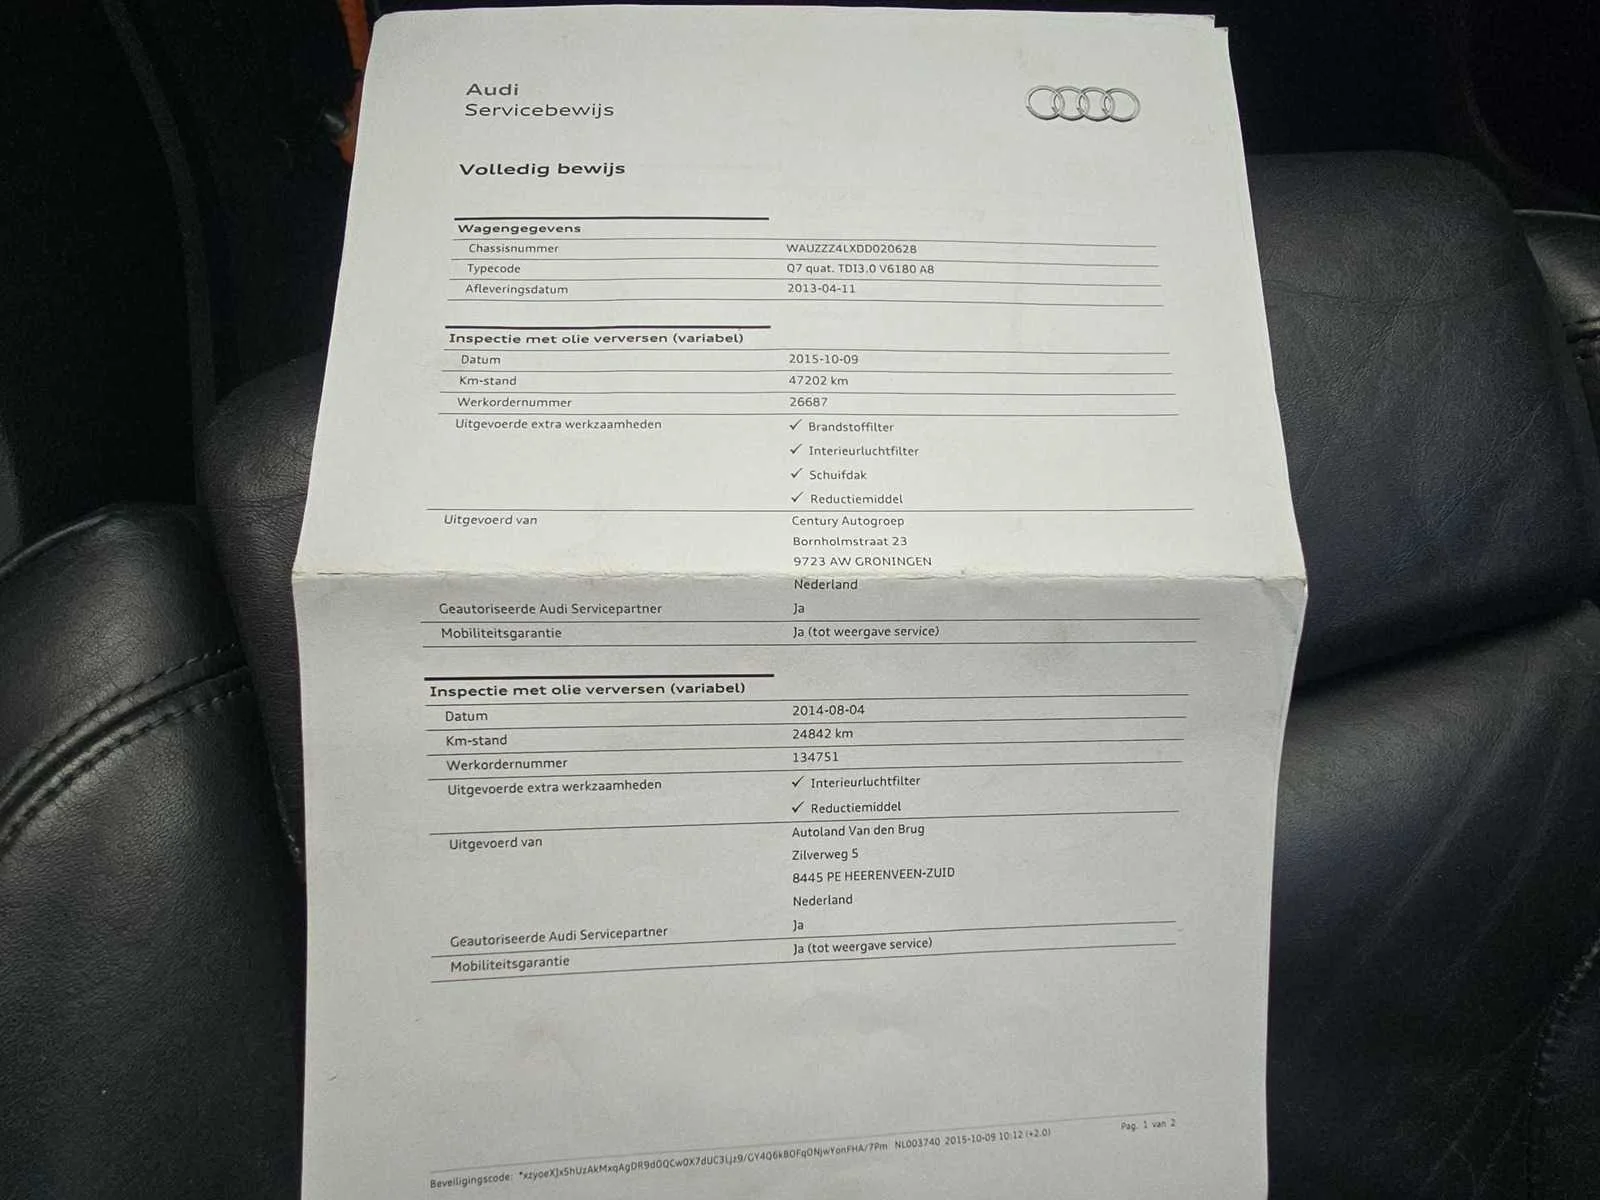 Audi
Servicebewijs
Volledig bewijs
Wagengegevens
Chassisnummer WAUZZZ4LXDD020628
Typecode Q7 quat. TDI3.0 V6180 A8
Afleveringsdatum 2013-04-11
Inspectie met olie verversen (variabel)
Datum 2015-10-09
Km-stand 47202 km
Werkordernummer 26687
Uitgevoerde extra werkzaamheden ✓ Brandstoffilter
✓ Interieurluchtfilter
✓ Schuifdak
✓ Reductiemiddel
Uitgevoerd van Century Autogroep
Bornholmstraat 23
9723 AW GRONINGEN
Nederland
Geautoriseerde Audi Servicepartner Ja
Mobiliteitsgarantie Ja (tot weergave service)
Inspectie met olie verversen (variabel)
Datum 2014-08-04
Km-stand 24842 km
Werkordernummer 134751
Uitgevoerde extra werkzaamheden ✓ Interieurluchtfilter
✓ Reductiemiddel
Uitgevoerd van Autoland Van den Brug
Zilverweg 5
8445 PE HEERENVEEN-ZUID
Nederland
Geautoriseerde Audi Servicepartner Ja
Mobiliteitsgarantie Ja (tot weergave service)
Pag. 1 van 2
Beveiligingscode: NL003740 2015-10-09 10:12 (+2.0)